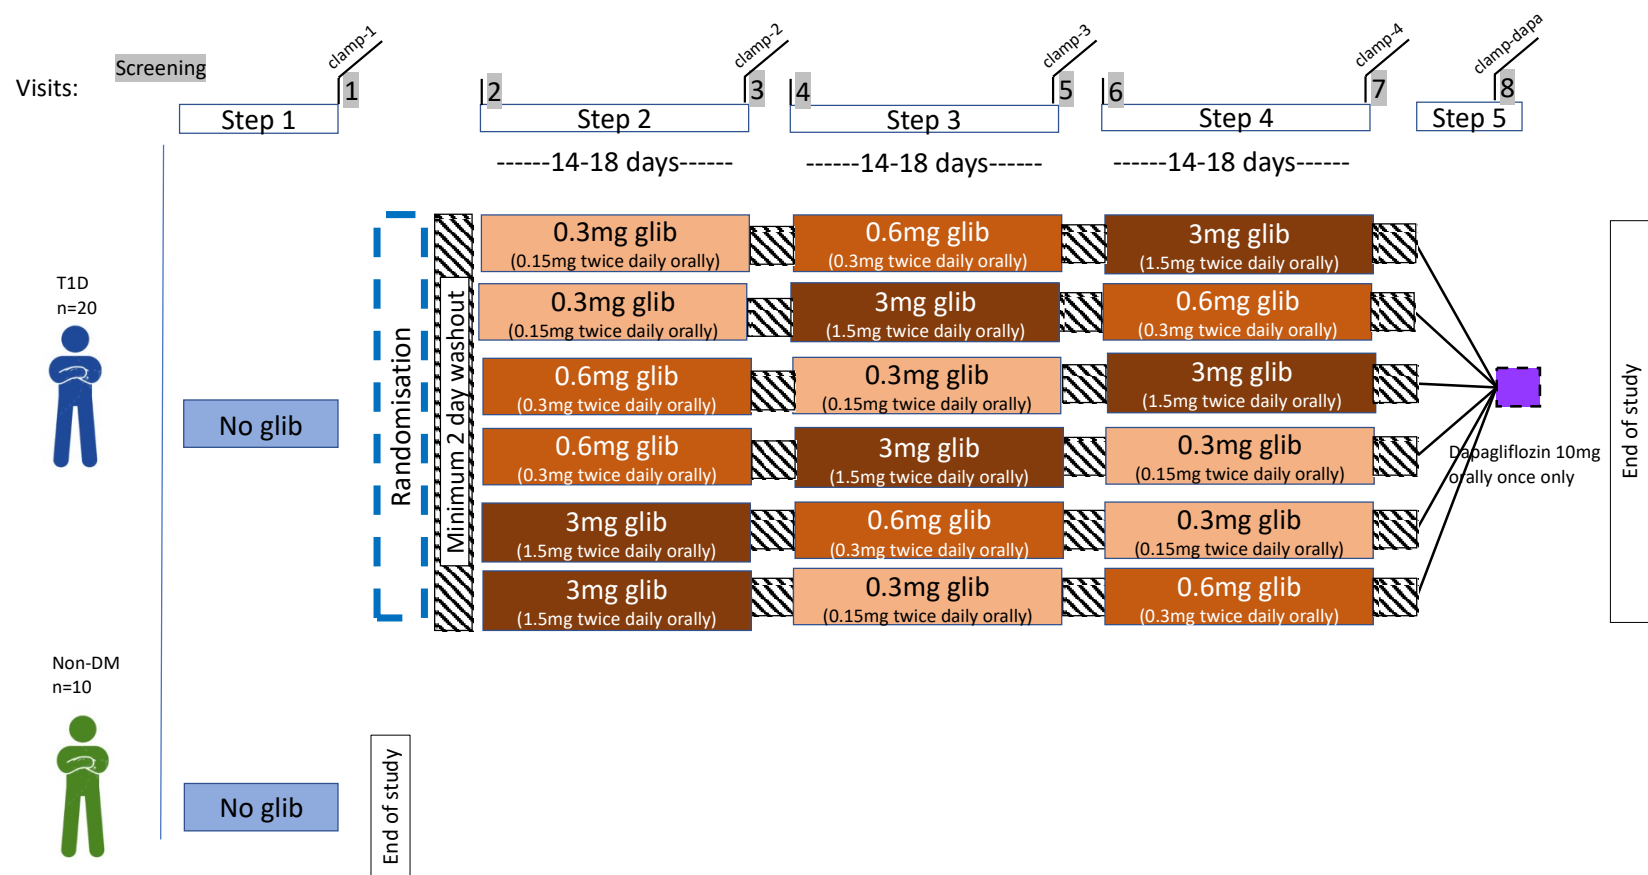 clamp-1
clamp-2
clamp-3
clamp-4
clamp-dapa
Screening
Visits:
1
2
3
4
5
6
7
8
Step 1
Step 2
Step 3
Step 4
Step 5
------14-18 days------
------14-18 days------
------14-18 days------
T1D
n=20
No glib
Randomisation
Minimum 2 day washout
0.3mg glib
(0.15mg twice daily orally)
0.6mg glib
(0.3mg twice daily orally)
3mg glib
(1.5mg twice daily orally)
0.3mg glib
(0.15mg twice daily orally)
3mg glib
(1.5mg twice daily orally)
0.6mg glib
(0.3mg twice daily orally)
0.6mg glib
(0.3mg twice daily orally)
0.3mg glib
(0.15mg twice daily orally)
3mg glib
(1.5mg twice daily orally)
0.6mg glib
(0.3mg twice daily orally)
3mg glib
(1.5mg twice daily orally)
0.3mg glib
(0.15mg twice daily orally)
3mg glib
(1.5mg twice daily orally)
0.6mg glib
(0.3mg twice daily orally)
0.3mg glib
(0.15mg twice daily orally)
3mg glib
(1.5mg twice daily orally)
0.3mg glib
(0.15mg twice daily orally)
0.6mg glib
(0.3mg twice daily orally)
Dapagliflozin 10mg
orally once only
End of study
Non-DM
n=10
No glib
End of study